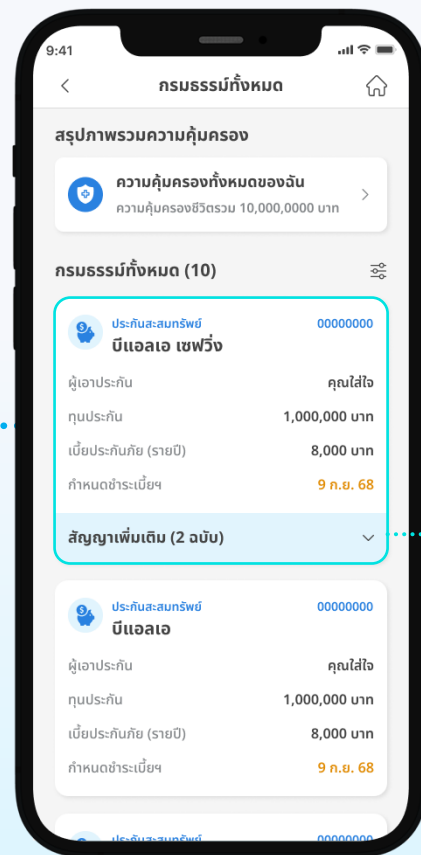 9:41
กรมธรรม์ทั้งหมด
สรุปภาพรวมความคุ้มครอง
ความคุ้มครองทั้งหมดของฉัน
ความคุ้มครองชีวิตรวม 10,000,0000 บาท
กรมธรรม์ทั้งหมด (10)
ประกันสะสมทรัพย์ 00000000
บีแอลเอ เซฟวิ่ง
ผู้เอาประกัน คุณใส่ใจ
ทุนประกัน 1,000,000 บาท
เบี้ยประกันภัย (รายปี) 8,000 บาท
กำหนดชำระเบี้ยฯ 9 ก.ย. 68
สัญญาเพิ่มเติม (2 ฉบับ)
ประกันสะสมทรัพย์ 00000000
บีแอลเอ
ผู้เอาประกัน คุณใส่ใจ
ทุนประกัน 1,000,000 บาท
เบี้ยประกันภัย (รายปี) 8,000 บาท
กำหนดชำระเบี้ยฯ 9 ก.ย. 68
ประกันสะสมทรัพย์ 00000000